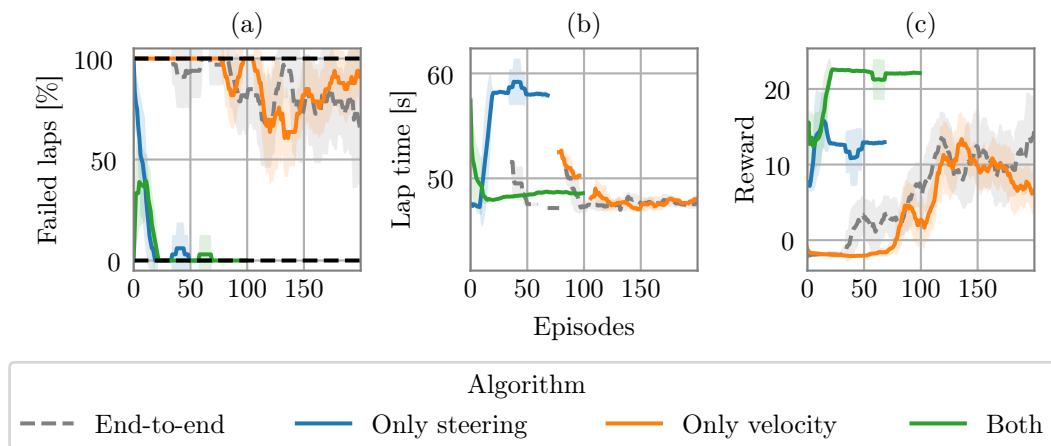 (a)
(b)
(c)
Failed laps [%]
100
50
0
0 50 100 150
Lap time [s]
60
50
0 50 100 150
Reward
20
10
0
0 50 100 150
Episodes
Algorithm
End-to-end Only steering Only velocity Both